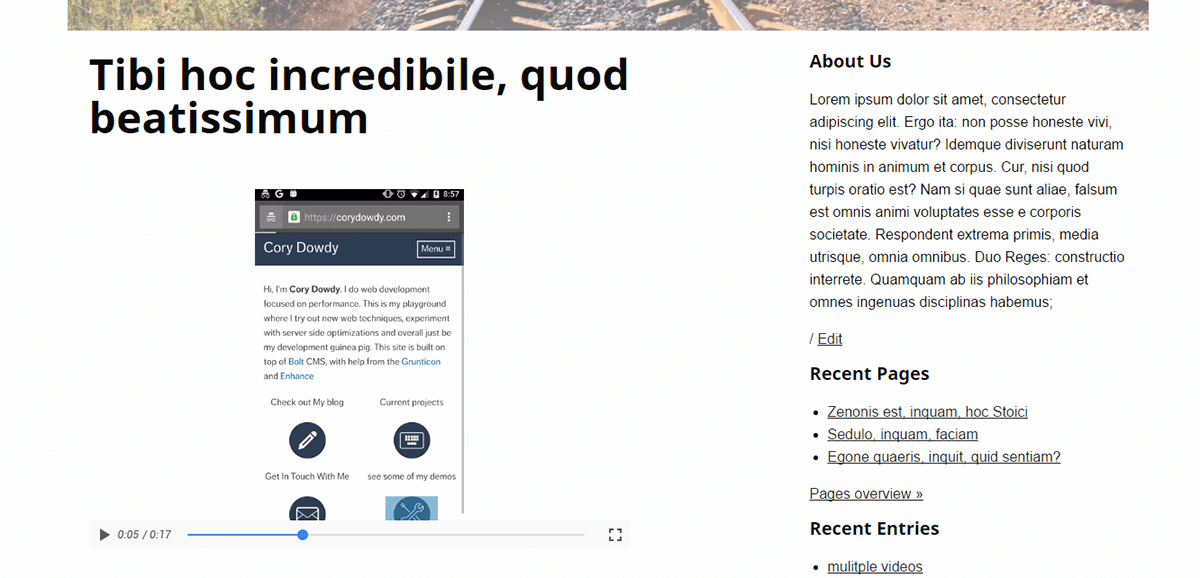 Tibi hoc incredibile, quod
beatissimum
8:57
https://corydowdy.com
Cory Dowdy
Menu ≡
Hi, I'm Cory Dowdy. I do web development
focused on performance. This is my playground
where I try out new web techniques, experiment
with server side optimizations and overall just be
my development guinea pig. This site is built on
top of Bolt CMS, with help from the Grunticon
and Enhance
Check out My blog
Current projects
Get In Touch With Me
see some of my demos
0:05 / 0:17
About Us
Lorem ipsum dolor sit amet, consectetur
adipiscing elit. Ergo ita: non posse honeste vivi,
nisi honeste vivatur? Idemque diviserunt naturam
hominis in animum et corpus. Cur, nisi quod
turpis oratio est? Nam si quae sunt aliae, falsum
est omnis animi voluptates esse e corporis
societate. Respondent extrema primis, media
utrisque, omnia omnibus. Duo Reges: constructio
interrete. Quamquam ab iis philosophiam et
omnes ingenuas disciplinas habemus;
/ Edit
Recent Pages
Zenonis est, inquam, hoc Stoici
Sedulo, inquam, faciam
Egone quaeris, inquit, quid sentiam?
Pages overview »
Recent Entries
mulitple videos